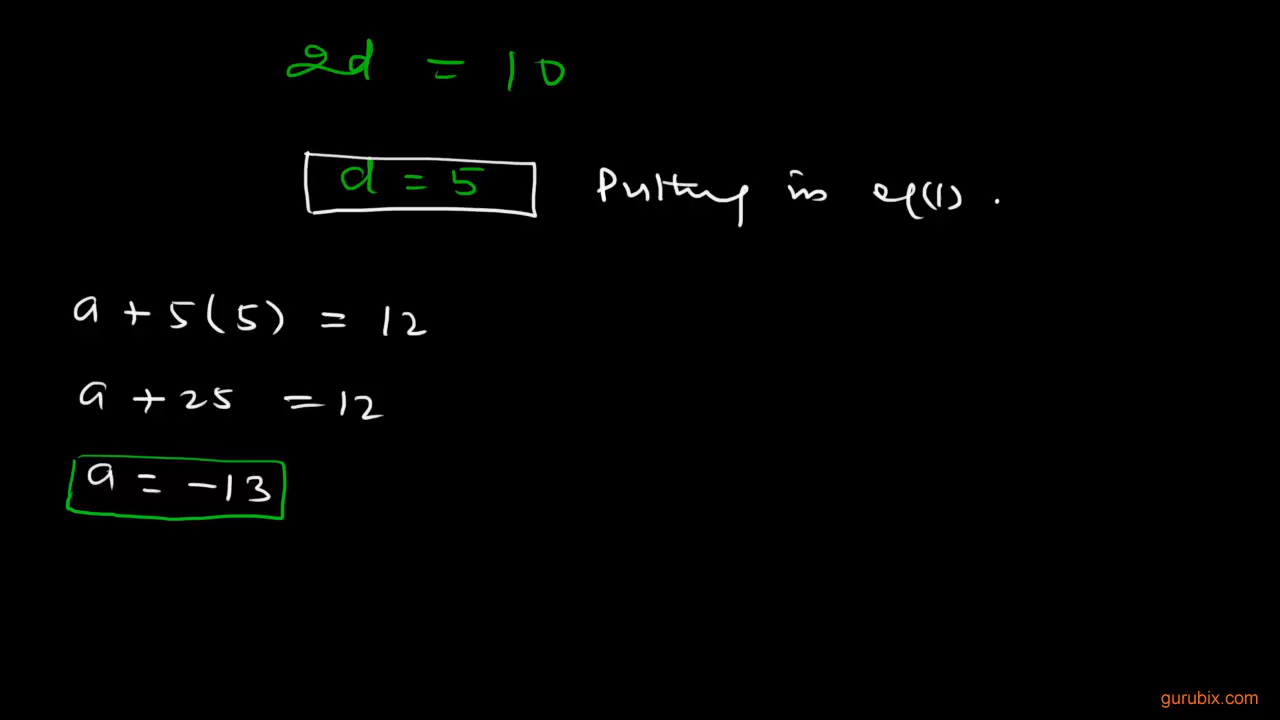 2d = 10
d = 5 Putting in eq(1).
a + 5(5) = 12
a + 25 = 12
a = -13
gurubix.com